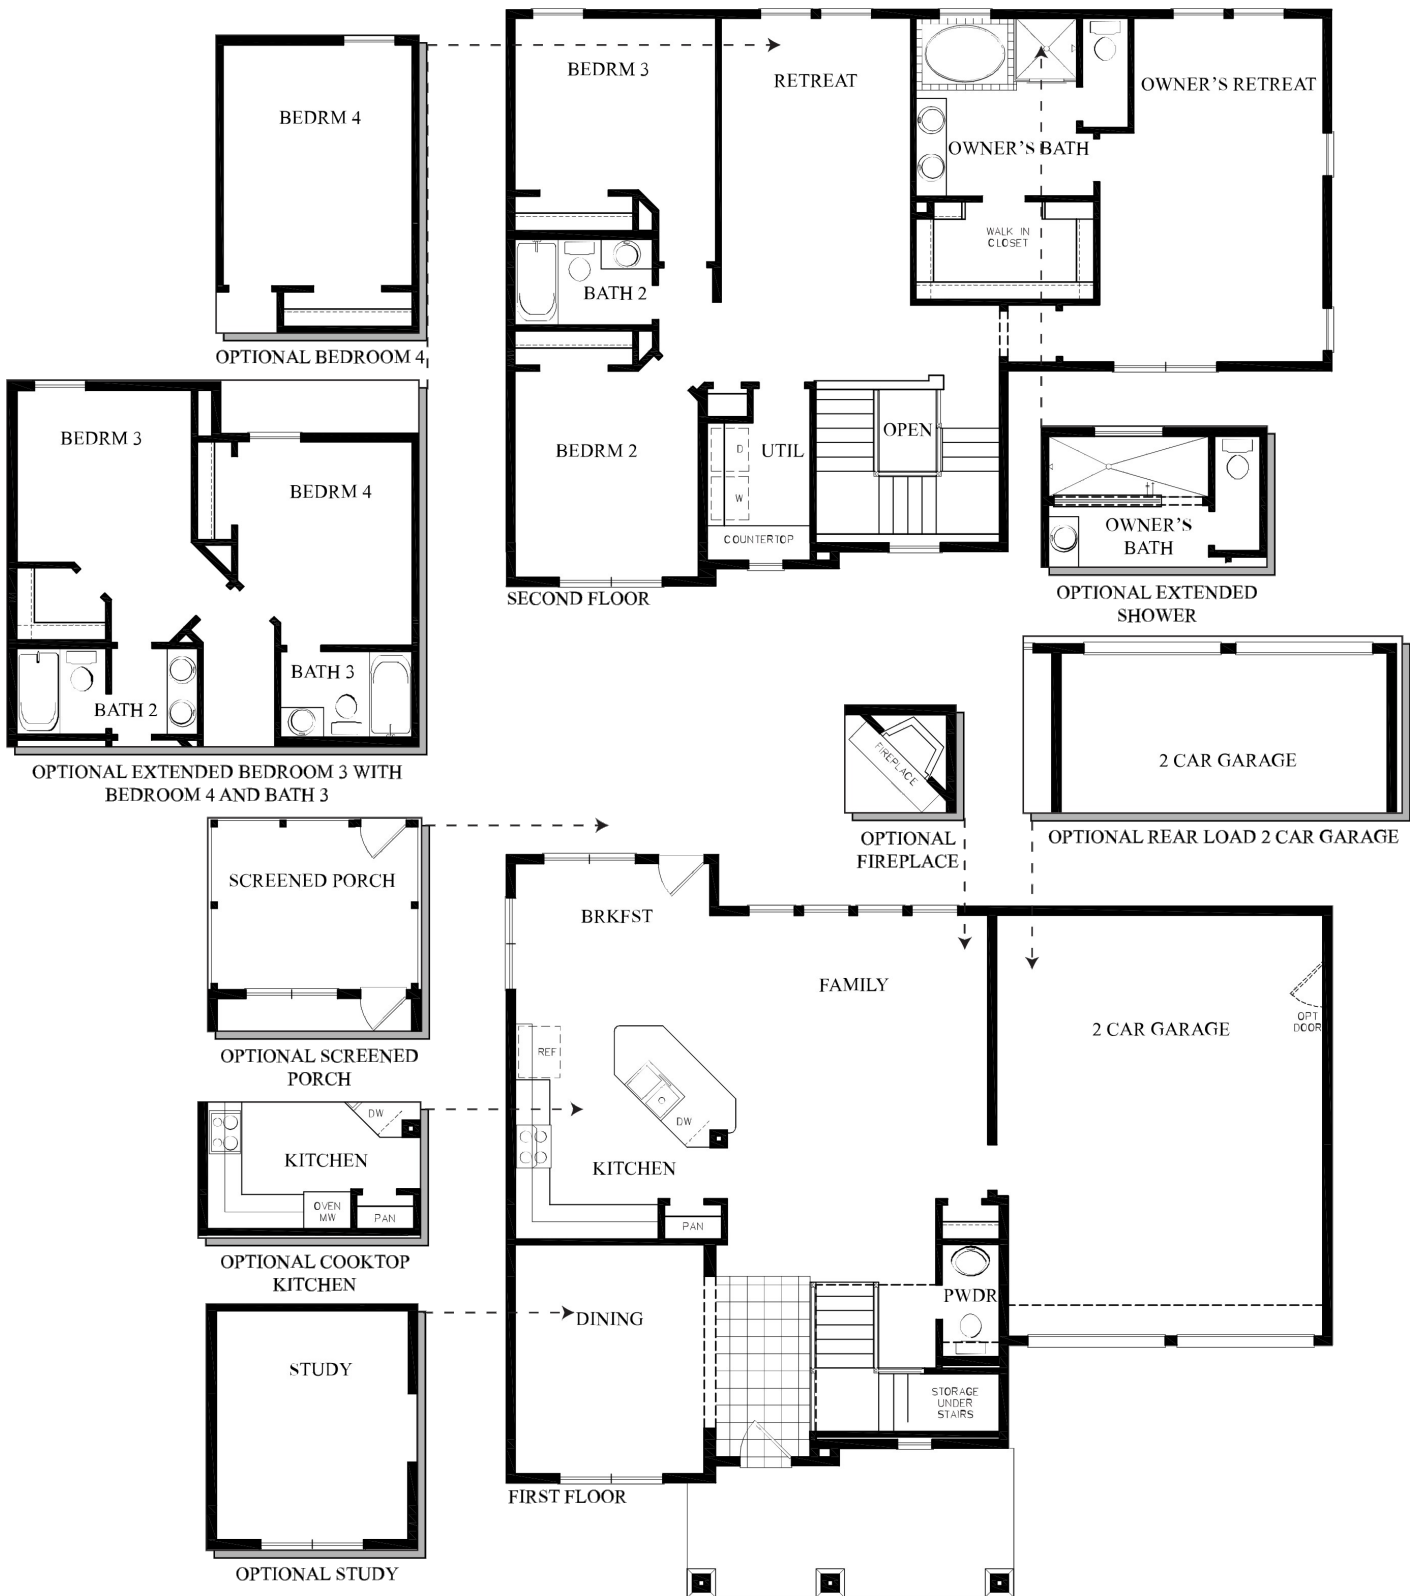 BEDRM 3
RETREAT
OWNER'S RETREAT
OWNER'S BATH
WALK IN
CLOSET
BATH 2
BEDRM 2
D
W
UTIL
COUNTERTOP
OPEN
SECOND FLOOR
BEDRM 4
OPTIONAL BEDROOM 4
BEDRM 3
BEDRM 4
BATH 3
BATH 2
OPTIONAL EXTENDED BEDROOM 3 WITH
BEDROOM 4 AND BATH 3
OWNER'S
BATH
OPTIONAL EXTENDED
SHOWER
2 CAR GARAGE
OPTIONAL REAR LOAD 2 CAR GARAGE
FIREPLACE
OPTIONAL
FIREPLACE
SCREENED PORCH
OPTIONAL SCREENED
PORCH
DW
KITCHEN
OVEN
MW
PAN
OPTIONAL COOKTOP
KITCHEN
STUDY
OPTIONAL STUDY
BRKFST
FAMILY
2 CAR GARAGE
OPT
DOOR
REF
DW
KITCHEN
PAN
DINING
PWDR
STORAGE
UNDER
STAIRS
FIRST FLOOR